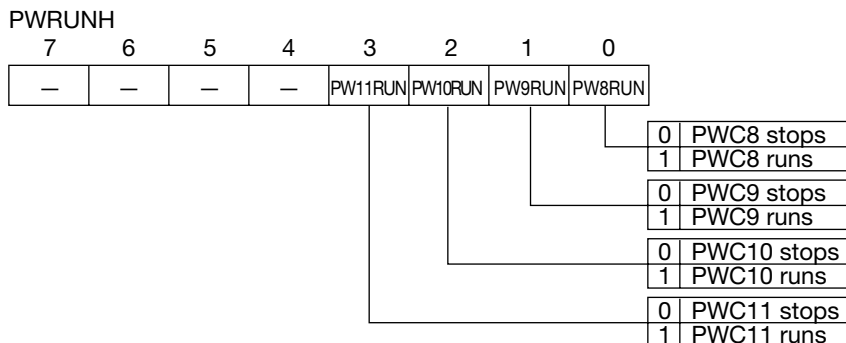 PWRUNH
7 6 5 4 3 2 1 0
— — — — PW11RUN PW10RUN PW9RUN PW8RUN
0 PWC8 stops
1 PWC8 runs
0 PWC9 stops
1 PWC9 runs
0 PWC10 stops
1 PWC10 runs
0 PWC11 stops
1 PWC11 runs